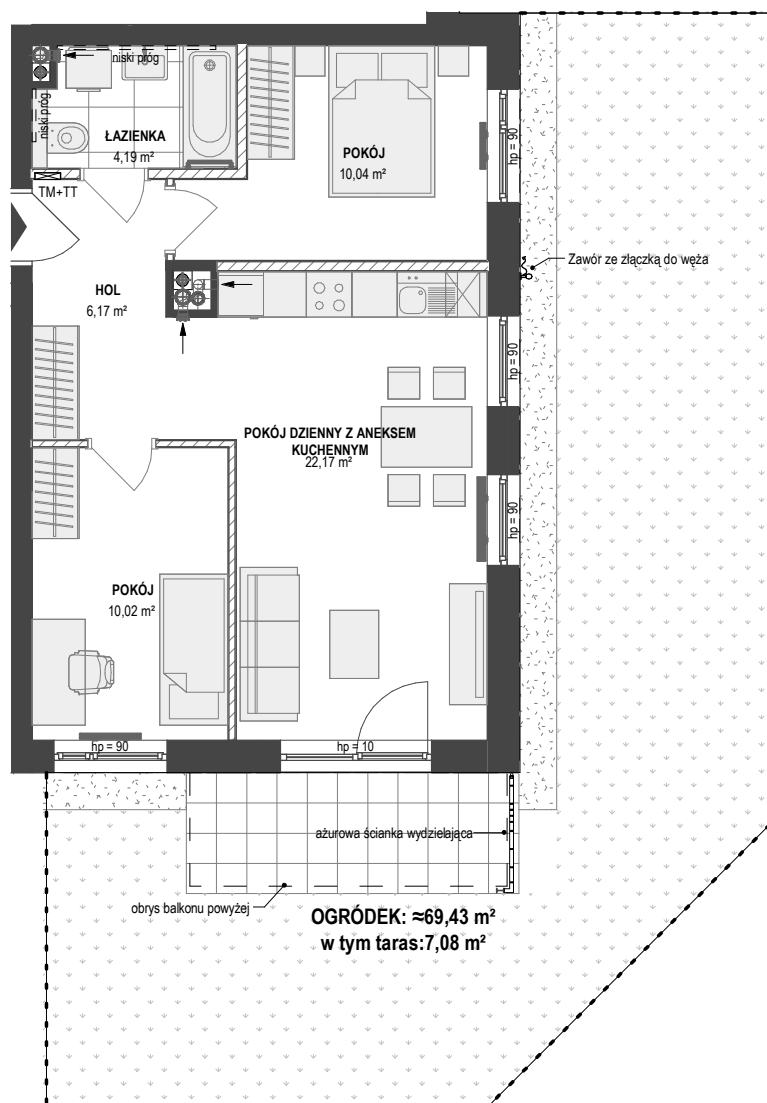 niski próg
niski próg
ŁAZIENKA
4,19 m²
POKÓJ
10,04 m²
hp = 90
TM+TT
Zawór ze złączką do węża
HOL
6,17 m²
hp = 90
POKÓJ DZIENNY Z ANEKSEM
KUCHENNYM
22,17 m²
hp = 90
POKÓJ
10,02 m²
hp = 90
hp = 10
ażurowa ścianka wydzielająca
obrys balkonu powyżej
OGRÓDEK: ≈69,43 m²
w tym taras:7,08 m²